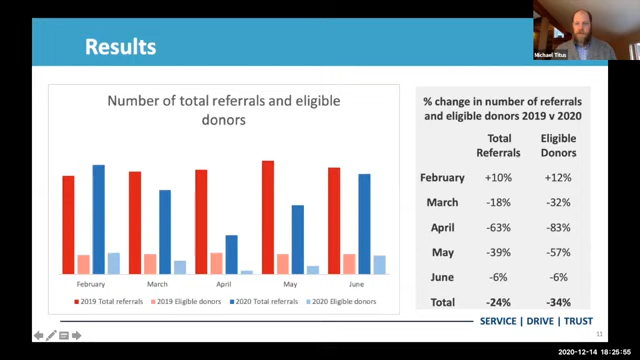 Results
Michael Titus
Number of total referrals and eligible
donors
February March April May June
2019 Total referrals 2019 Eligible donors 2020 Total referrals 2020 Eligible donors
% change in number of referrals
and eligible donors 2019 v 2020
Total Eligible
Referrals Donors
February +10% +12%
March -18% -32%
April -63% -83%
May -39% -57%
June -6% -6%
Total -24% -34%
SERVICE | DRIVE | TRUST
11
2020-12-14 18:25:55